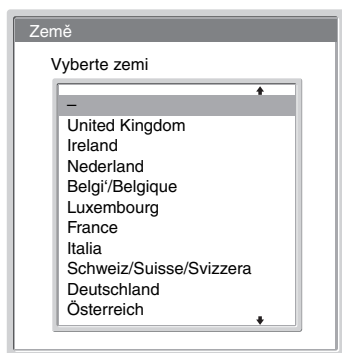 Země
Vyberte zemi
–
United Kingdom
Ireland
Nederland
Belgi‘/Belgique
Luxembourg
France
Italia
Schweiz/Suisse/Svizzera
Deutschland
Österreich